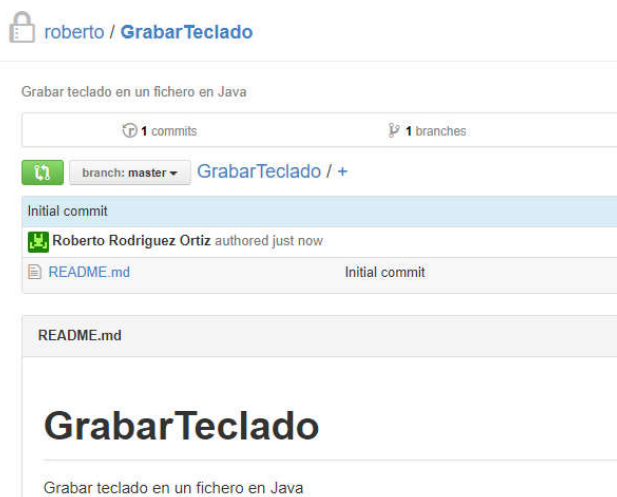 roberto / GrabarTeclado
Grabar teclado en un fichero en Java
1 commits 1 branches
branch: master GrabarTeclado / +
Initial commit
Roberto Rodriguez Ortiz authored just now
README.md Initial commit
README.md
GrabarTeclado
Grabar teclado en un fichero en Java